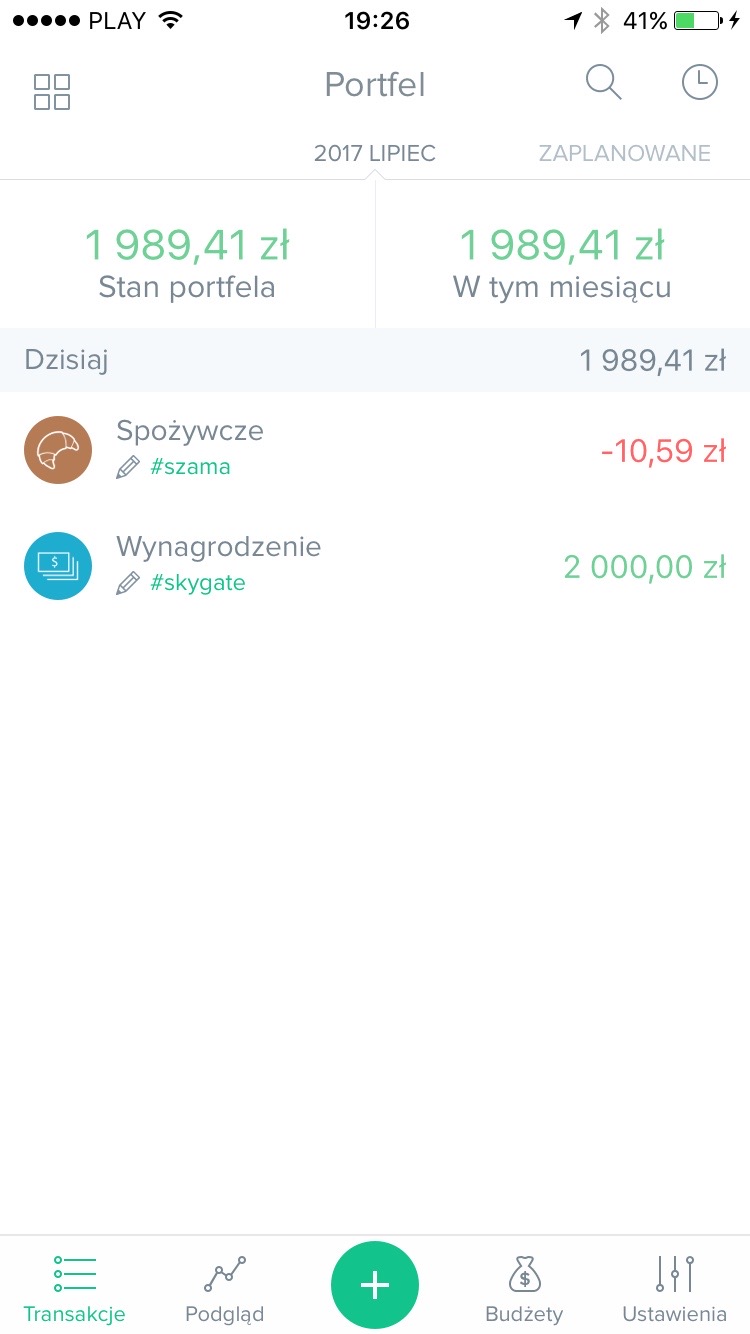 PLAY 19:26 41%
Portfel
2017 LIPIEC ZAPLANOWANE
1 989,41 zł 1 989,41 zł
Stan portfela W tym miesiącu
Dzisiaj 1 989,41 zł
Spożywcze
#szama
-10,59 zł
Wynagrodzenie
#skygate
2 000,00 zł
Transakcje Podgląd Budżety Ustawienia